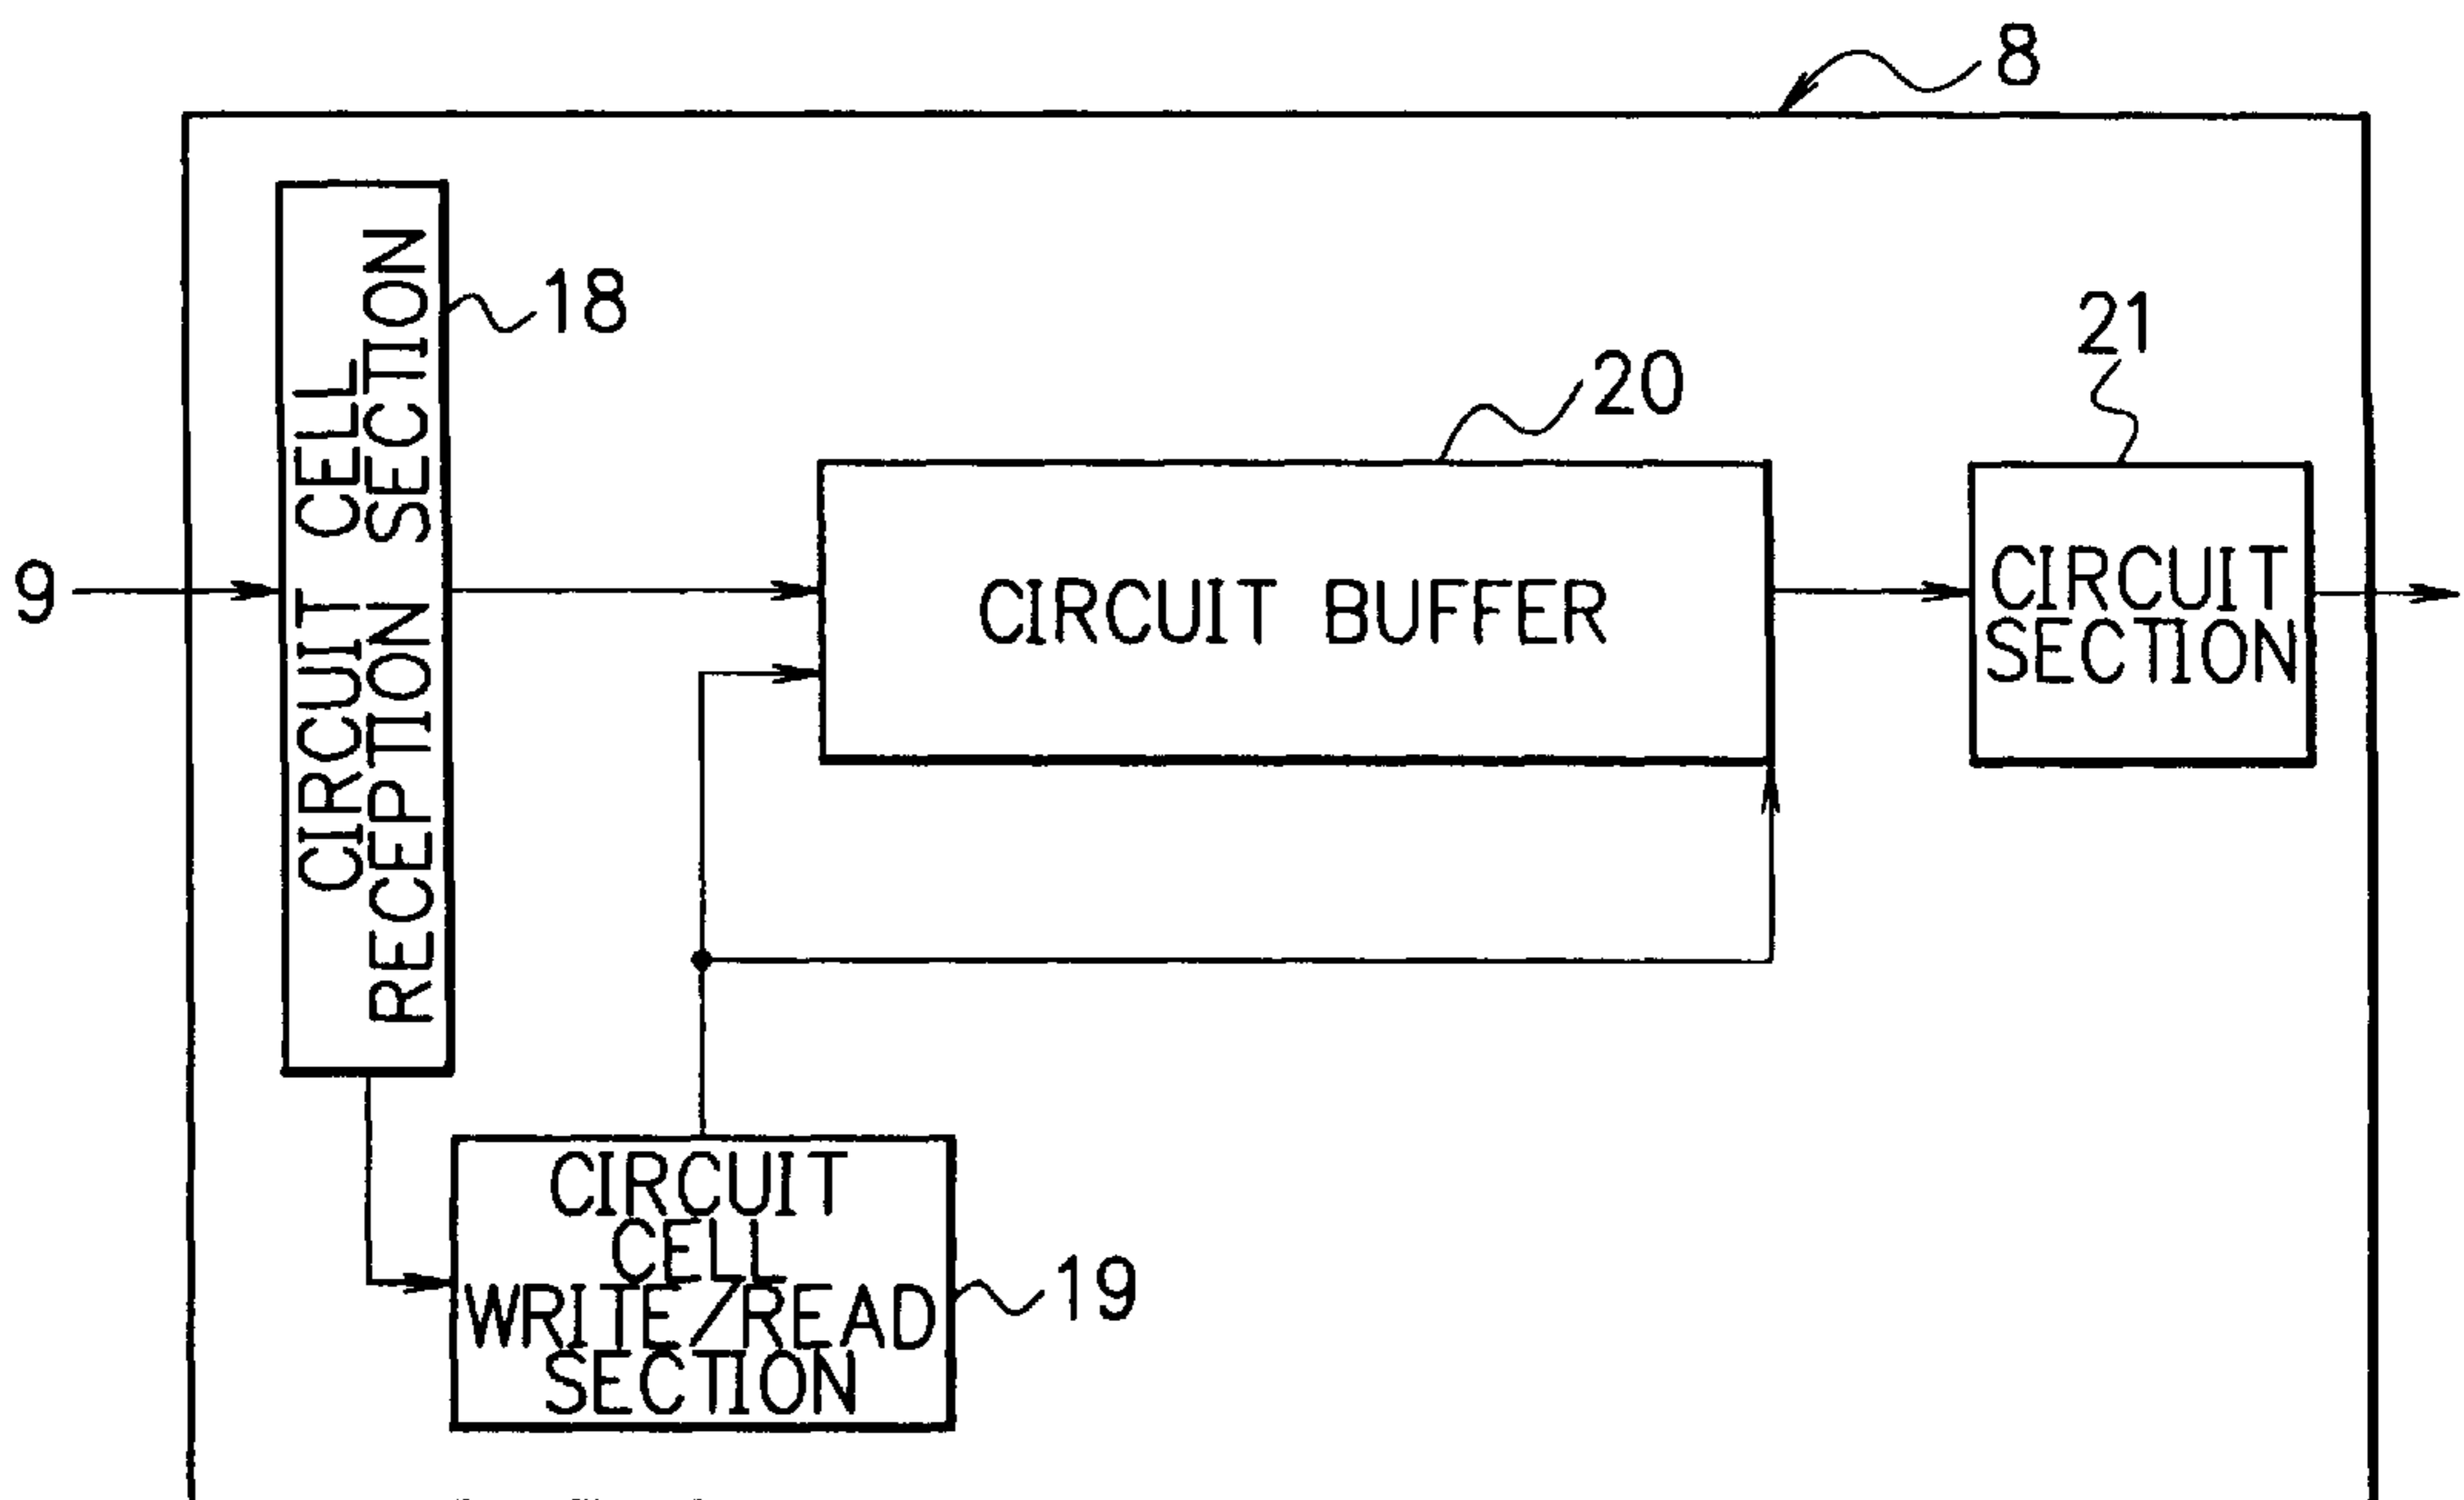 8
CIRCUIT CELL
RECEPTION SECTION
18
21
20
9
CIRCUIT BUFFER
CIRCUIT
SECTION
CIRCUIT
CELL
WRITE/READ
SECTION
19